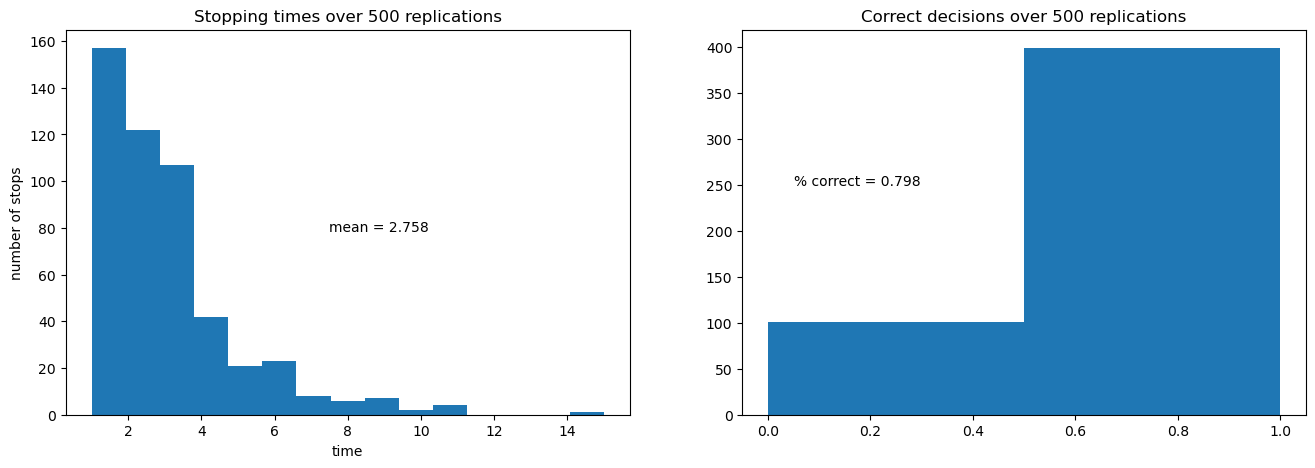 Stopping times over 500 replications
160
140
120
100
80
60
40
20
0
number of stops
mean = 2.758
2 4 6 8 10 12 14
time
Correct decisions over 500 replications
400
350
300
250
200
150
100
50
0
% correct = 0.798
0.0 0.2 0.4 0.6 0.8 1.0